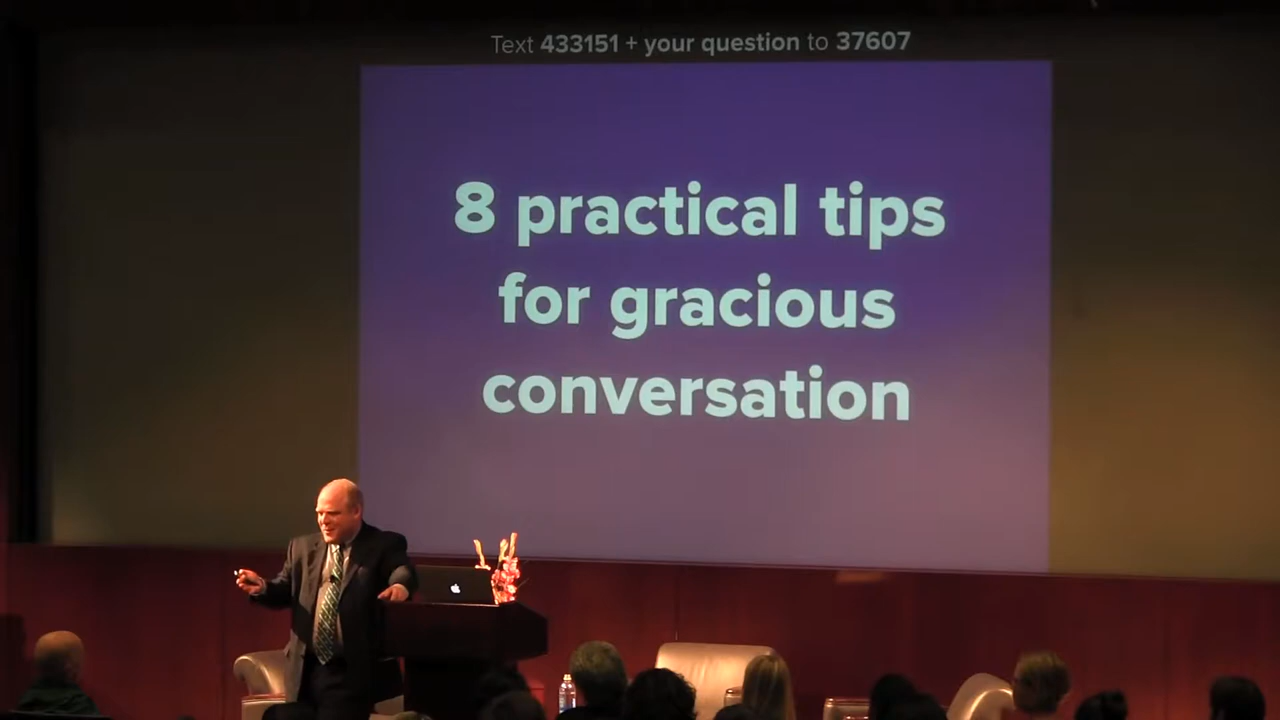 Text 433151 + your question to 37607
8 practical tips
for gracious
conversation